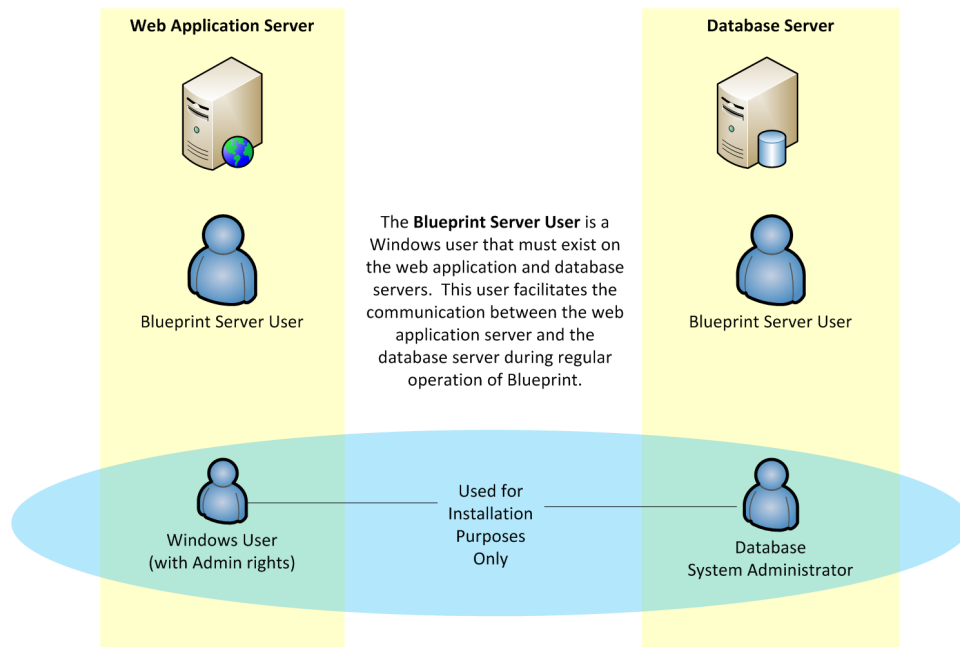 Web Application Server
Database Server
The Blueprint Server User is a
Windows user that must exist on
the web application and database
servers.  This user facilitates the
communication between the web
application server and the
database server during regular
operation of Blueprint.
Blueprint Server User
Blueprint Server User
Windows User
(with Admin rights)
Used for
Installation
Purposes
Only
Database
System Administrator